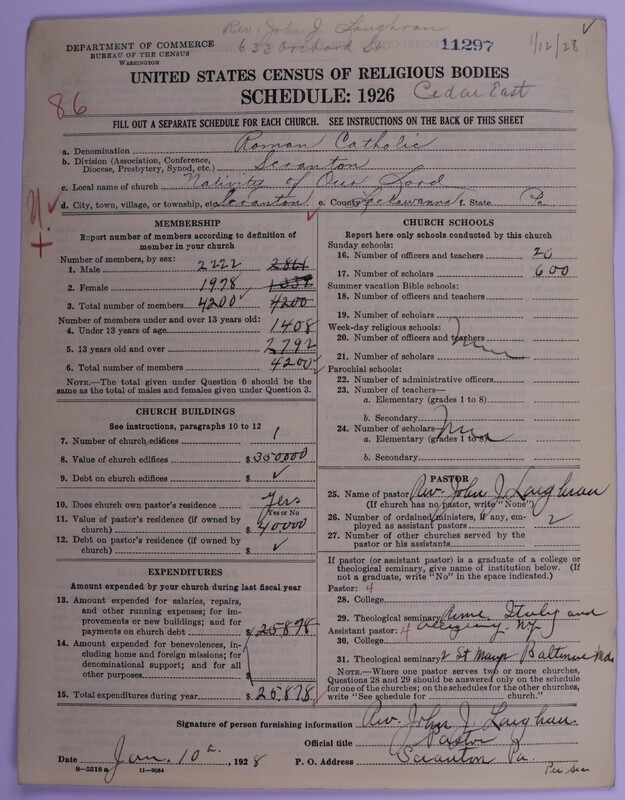 Rev. John J. Loughran
633 Orchard St. 11297 1/12/28
DEPARTMENT OF COMMERCE
BUREAU OF THE CENSUS
WASHINGTON
UNITED STATES CENSUS OF RELIGIOUS BODIES
SCHEDULE: 1926 Cedar East
86
FILL OUT A SEPARATE SCHEDULE FOR EACH CHURCH. SEE INSTRUCTIONS ON THE BACK OF THIS SHEET
a. Denomination Roman Catholic
b. Division (Association, Conference, Diocese, Presbytery, Synod, etc.) Scranton
c. Local name of church Nativity of Our Lord
d. City, town, village, or township, etc. Scranton e. County Lackawanna f. State Pa
MEMBERSHIP
Report number of members according to definition of
member in your church
Number of members, by sex:
1. Male 2222 2861
2. Female 1978 1339
3. Total number of members 4200 4200
Number of members under and over 13 years old:
4. Under 13 years of age 1408
5. 13 years old and over 2792
6. Total number of members 4200
NOTE.—The total given under Question 6 should be the
same as the total of males and females given under Question 3.
CHURCH BUILDINGS
See instructions, paragraphs 10 to 12
7. Number of church edifices 1
8. Value of church edifices $ 350000
9. Debt on church edifices $
10. Does church own pastor's residence Yes
(Yes or No)
11. Value of pastor's residence (if owned by
church) $ 40000
12. Debt on pastor's residence (if owned by
church) $
EXPENDITURES
Amount expended by your church during last fiscal year
13. Amount expended for salaries, repairs,
and other running expenses; for im-
provements or new buildings; and for
payments on church debt $ 25878
14. Amount expended for benevolences, in-
cluding home and foreign missions; for
denominational support; and for all
other purposes $
15. Total expenditures during year $ 25,878
CHURCH SCHOOLS
Report here only schools conducted by this church
Sunday schools:
16. Number of officers and teachers 20
17. Number of scholars 600
Summer vacation Bible schools:
18. Number of officers and teachers
19. Number of scholars
Week-day religious schools:
20. Number of officers and teachers
21. Number of scholars
Parochial schools:
22. Number of administrative officers
23. Number of teachers—
a. Elementary (grades 1 to 8)
b. Secondary
24. Number of scholars
a. Elementary (grades 1 to 8)
b. Secondary
PASTOR
25. Name of pastor Rev. John J. Loughran
(If church has no pastor, write "None")
26. Number of ordained ministers, if any, em-
ployed as assistant pastors 2
27. Number of other churches served by the
pastor or his assistants
If pastor (or assistant pastor) is a graduate of a college or
theological seminary, give name of institution below. (If
not a graduate, write "No" in the space indicated.)
Pastor: 4
28. College
29. Theological seminary Rome Italy and
Assistant pastor: 4 N.Y.
30. College
31. Theological seminary 2 St Marys Baltimore Md.
NOTE.—Where one pastor serves two or more churches,
Questions 28 and 29 should be answered only on the schedule
for one of the churches; on the schedules for the other churches,
write "See schedule for church."
Signature of person furnishing information Rev. John J. Loughran.
Official title Pastor
Date Jan. 10th, 1928 P. O. Address Scranton Pa.
8—5518a 11—9034